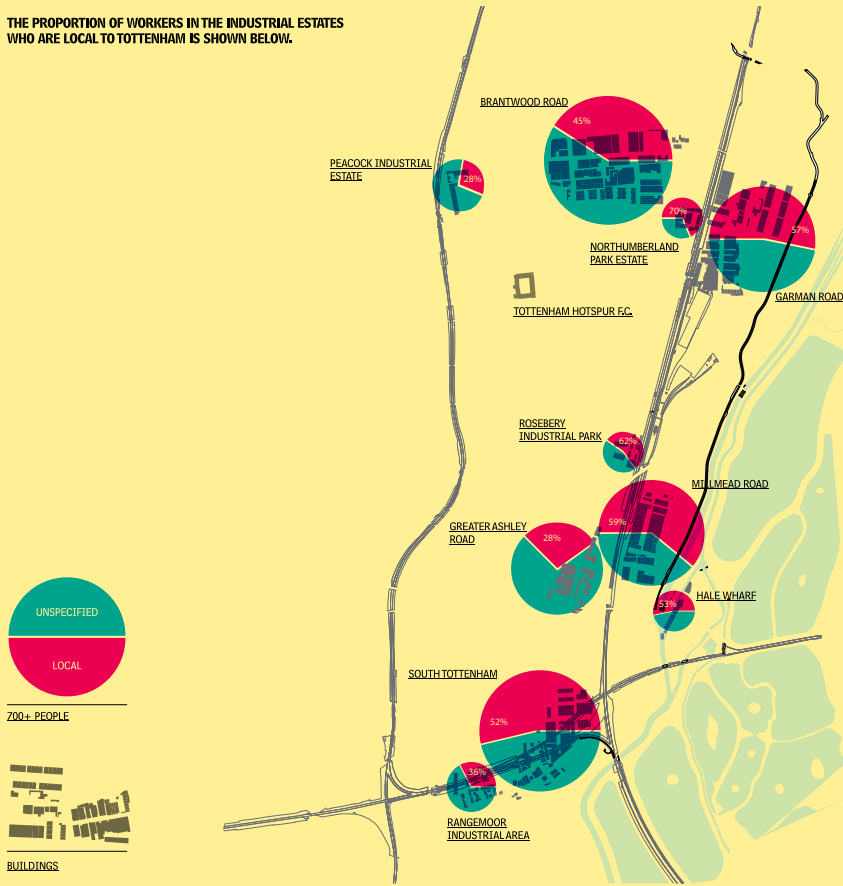 THE PROPORTION OF WORKERS IN THE INDUSTRIAL ESTATES
WHO ARE LOCAL TO TOTTENHAM IS SHOWN BELOW.
BRANTWOOD ROAD
45%
PEACOCK INDUSTRIAL
ESTATE
28%
70%
57%
NORTHUMBERLAND
PARK ESTATE
GARMAN ROAD
TOTTENHAM HOTSPUR F.C.
ROSEBERY
INDUSTRIAL PARK
62%
MILLMEAD ROAD
59%
GREATER ASHLEY
ROAD
28%
HALE WHARF
53%
UNSPECIFIED
LOCAL
700+ PEOPLE
SOUTH TOTTENHAM
52%
36%
RANGEMOOR
INDUSTRIAL AREA
BUILDINGS